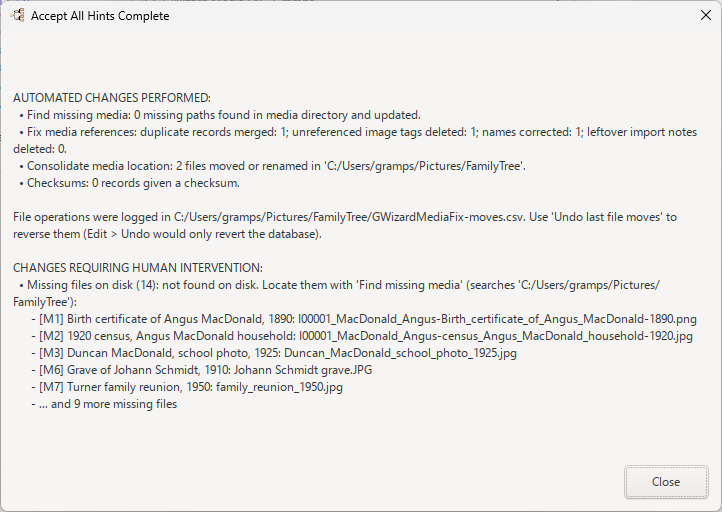 Accept All Hints Complete
AUTOMATED CHANGES PERFORMED:
• Find missing media: 0 missing paths found in media directory and updated.
• Fix media references: duplicate records merged: 1; unreferenced image tags deleted: 1; names corrected: 1; leftover import notes
deleted: 0.
• Consolidate media location: 2 files moved or renamed in 'C:/Users/gramps/Pictures/FamilyTree'.
• Checksums: 0 records given a checksum.
File operations were logged in C:/Users/gramps/Pictures/FamilyTree/GWizardMediaFix-moves.csv. Use 'Undo last file moves' to
reverse them (Edit > Undo would only revert the database).
CHANGES REQUIRING HUMAN INTERVENTION:
• Missing files on disk (14): not found on disk. Locate them with 'Find missing media' (searches 'C:/Users/gramps/Pictures/
FamilyTree'):
- [M1] Birth certificate of Angus MacDonald, 1890: I00001_MacDonald_Angus-Birth_certificate_of_Angus_MacDonald-1890.png
- [M2] 1920 census, Angus MacDonald household: I00001_MacDonald_Angus-census_Angus_MacDonald_household-1920.jpg
- [M3] Duncan MacDonald, school photo, 1925: Duncan_MacDonald_school_photo_1925.jpg
- [M6] Grave of Johann Schmidt, 1910: Johann Schmidt grave.JPG
- [M7] Turner family reunion, 1950: family_reunion_1950.jpg
- ... and 9 more missing files
Close